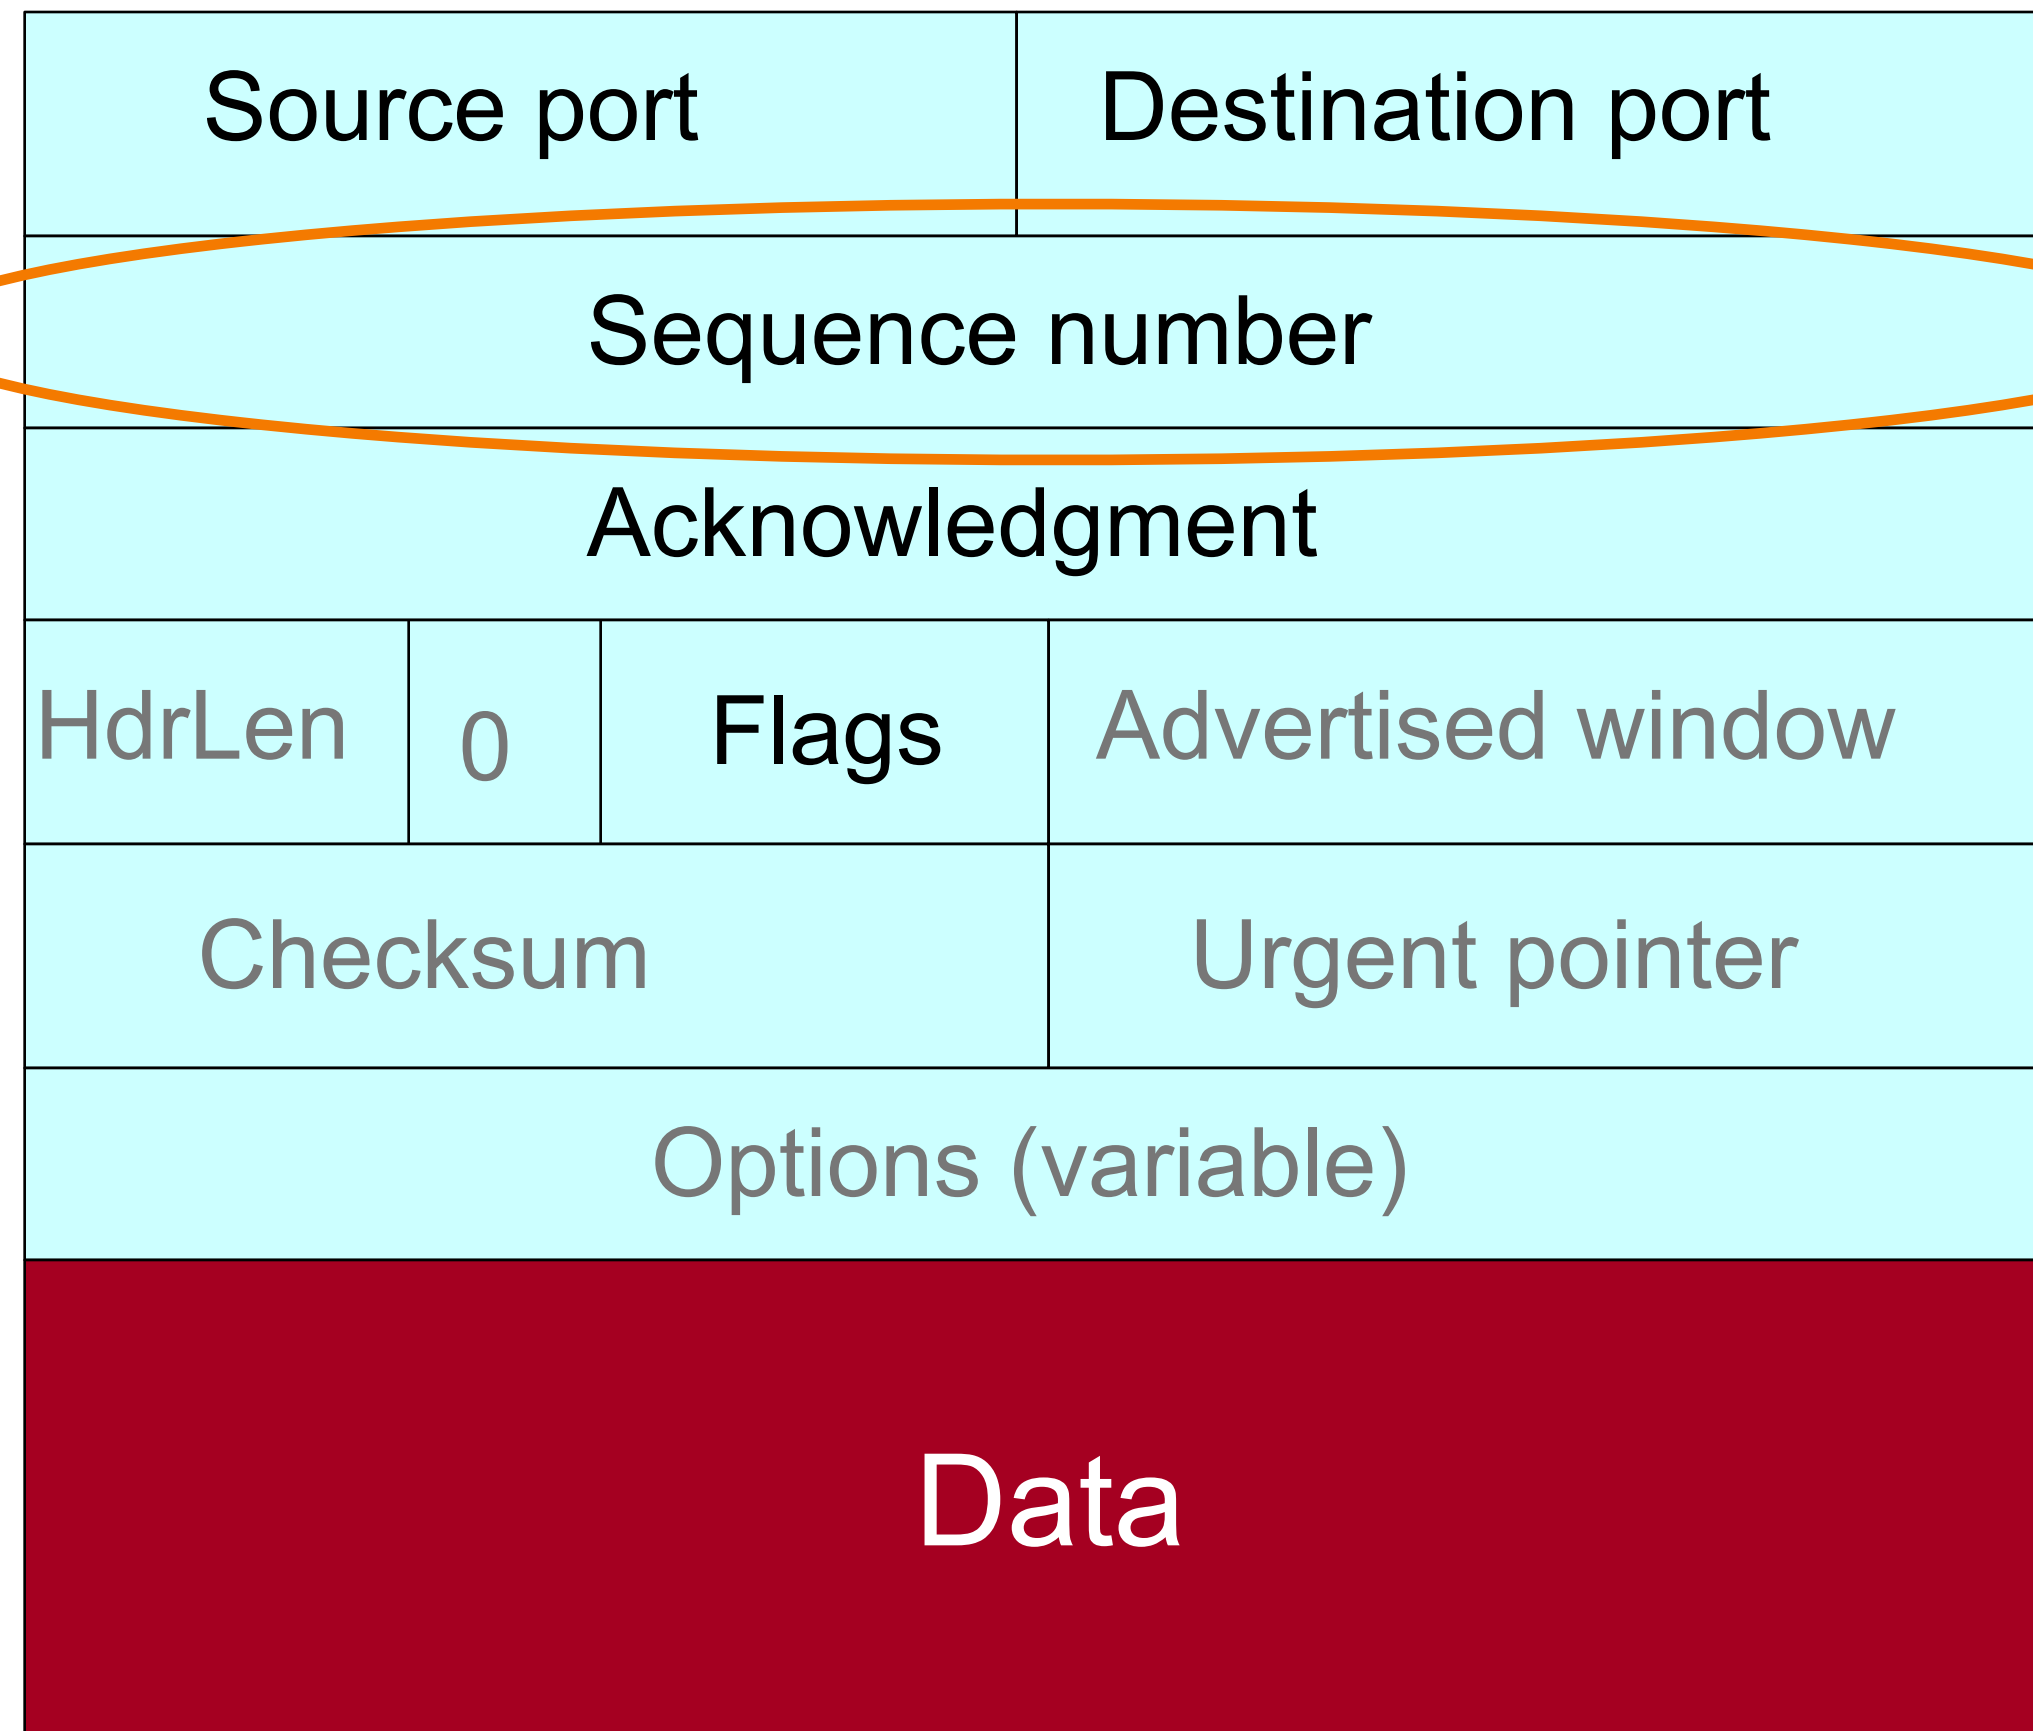 Source port Destination port
Sequence number
Acknowledgment
HdrLen 0 Flags Advertised window
Checksum Urgent pointer
Options (variable)
Data